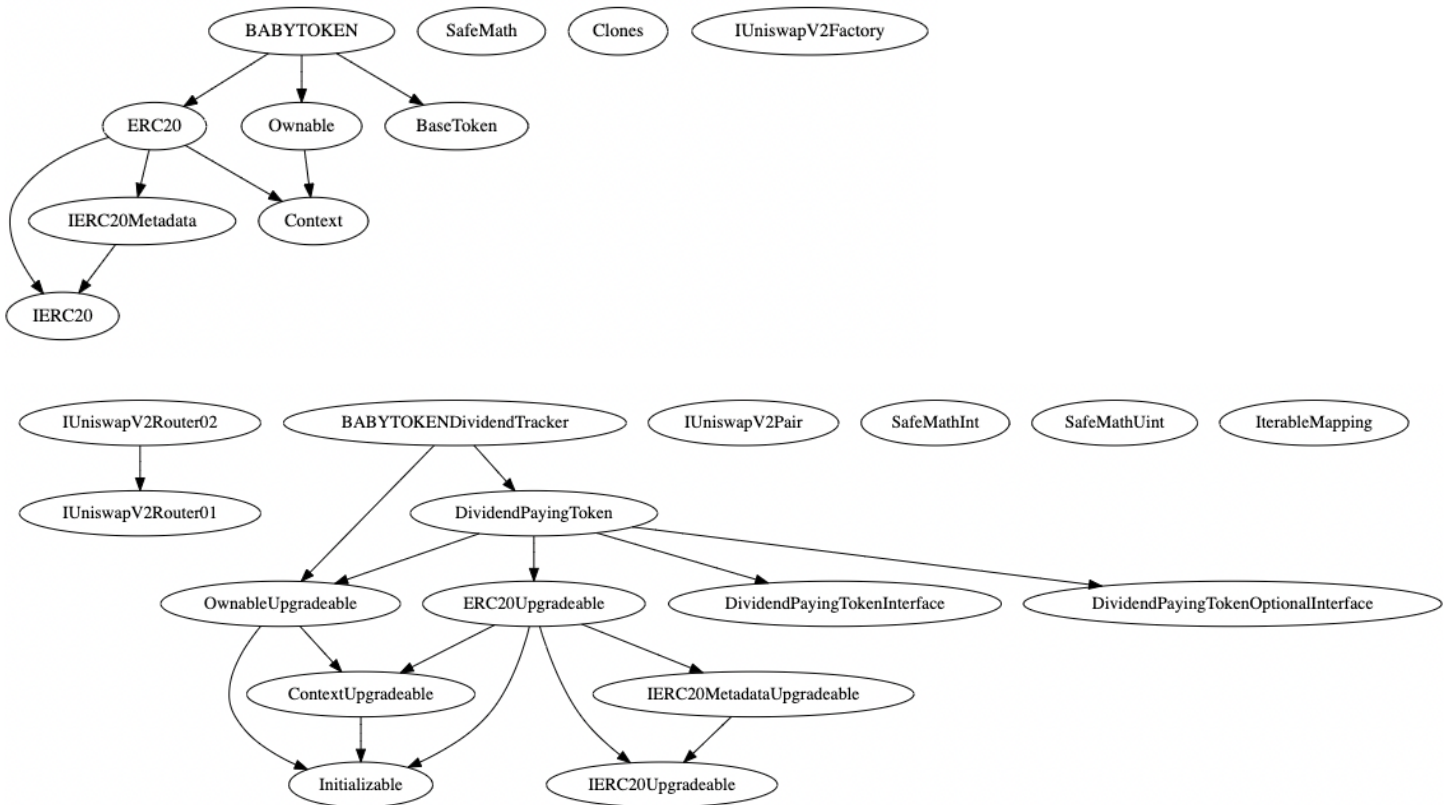 BABYTOKEN
SafeMath
Clones
IUniswapV2Factory
ERC20
Ownable
BaseToken
IERC20Metadata
Context
IERC20
IUniswapV2Router02
BABYTOKENDividendTracker
IUniswapV2Pair
SafeMathInt
SafeMathUint
IterableMapping
IUniswapV2Router01
DividendPayingToken
OwnableUpgradeable
ERC20Upgradeable
DividendPayingTokenInterface
DividendPayingTokenOptionalInterface
ContextUpgradeable
IERC20MetadataUpgradeable
Initializable
IERC20Upgradeable